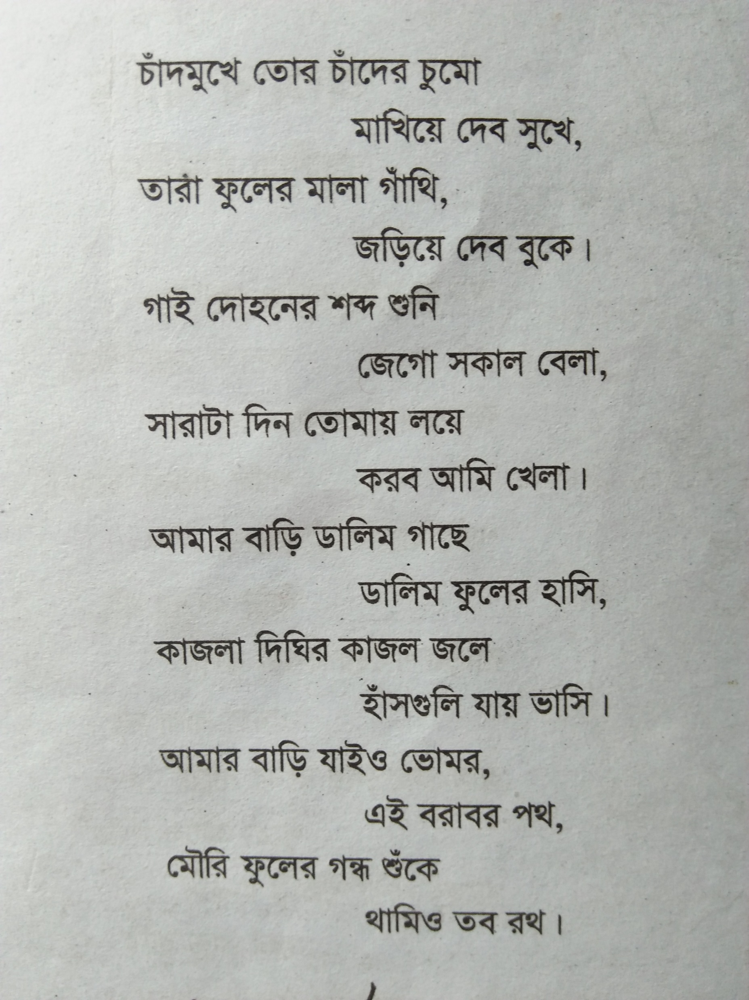 চাঁদমুখে তোর চাঁদের চুমো
মাখিয়ে দেব সুখে,
তারা ফুলের মালা গাঁথি,
জড়িয়ে দেব বুকে।
গাই দোহনের শব্দ শুনি
জেগো সকাল বেলা,
সারাটা দিন তোমায় লয়ে
করব আমি খেলা।
আমার বাড়ি ডালিম গাছে
ডালিম ফুলের হাসি,
কাজলা দিঘির কাজল জলে
হাঁসগুলি যায় ভাসি।
আমার বাড়ি যাইও ভোমর,
এই বরাবর পথ,
মৌরি ফুলের গন্ধ শুঁকে
থামিও তব রথ।